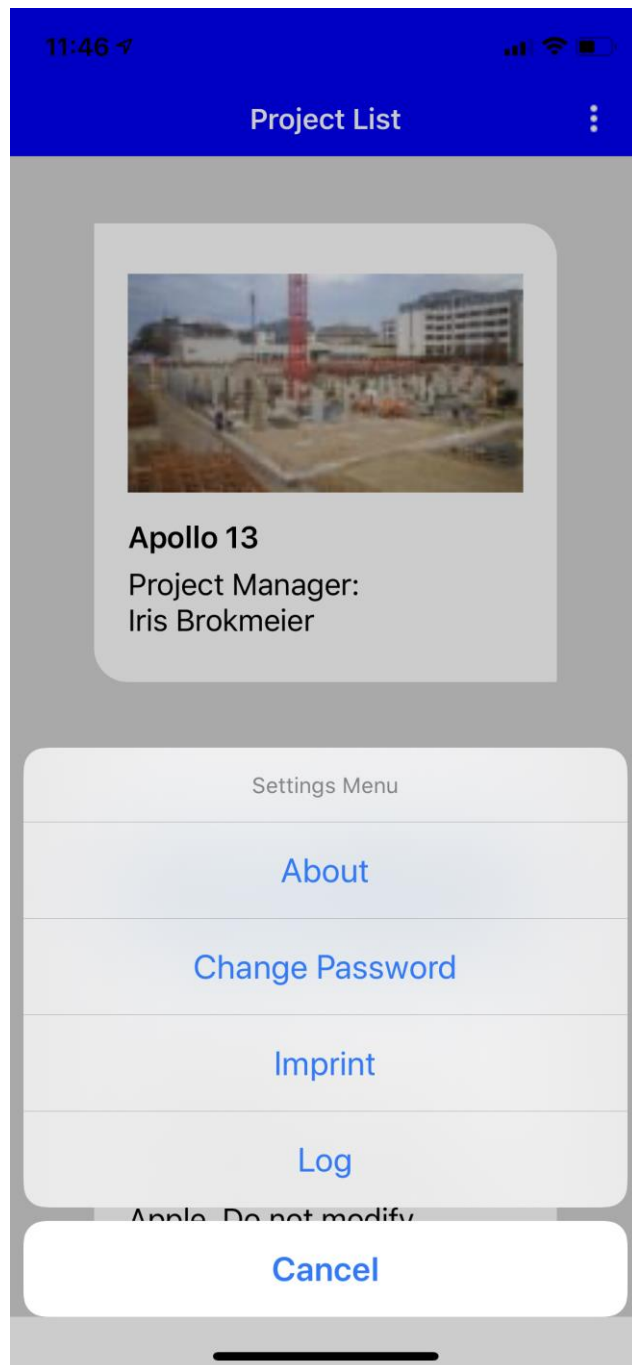 11:46
Project List
Apollo 13
Project Manager:
Iris Brokmeier
Settings Menu
About
Change Password
Imprint
Log
Apple. Do not modify
Cancel